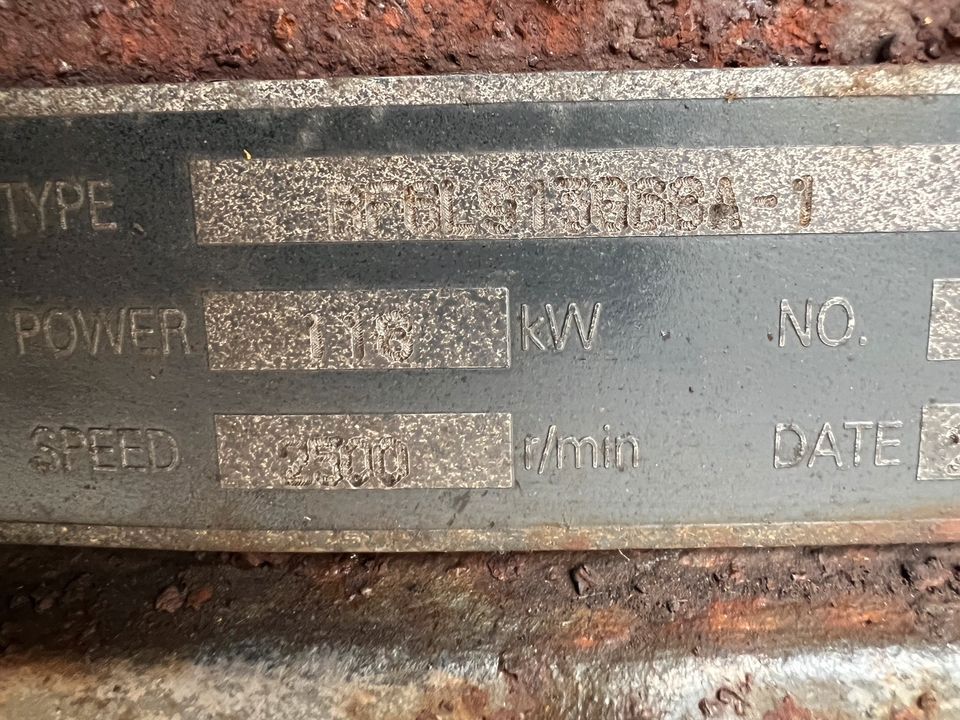 TYPE
POWER 116 kW NO.
SPEED 2500 r/min DATE